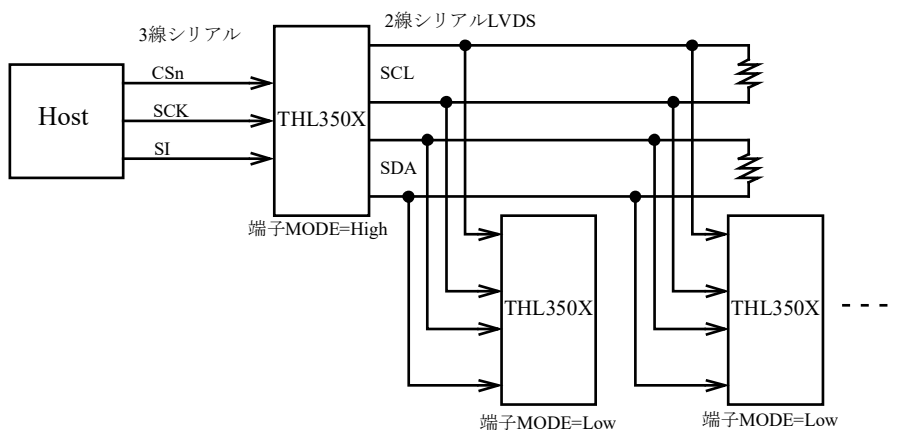 2線シリアルLVDS
3線シリアル
CSn
SCL
Host
SCK
THL350X
SI
SDA
端子MODE=High
THL350X
THL350X
端子MODE=Low
端子MODE=Low